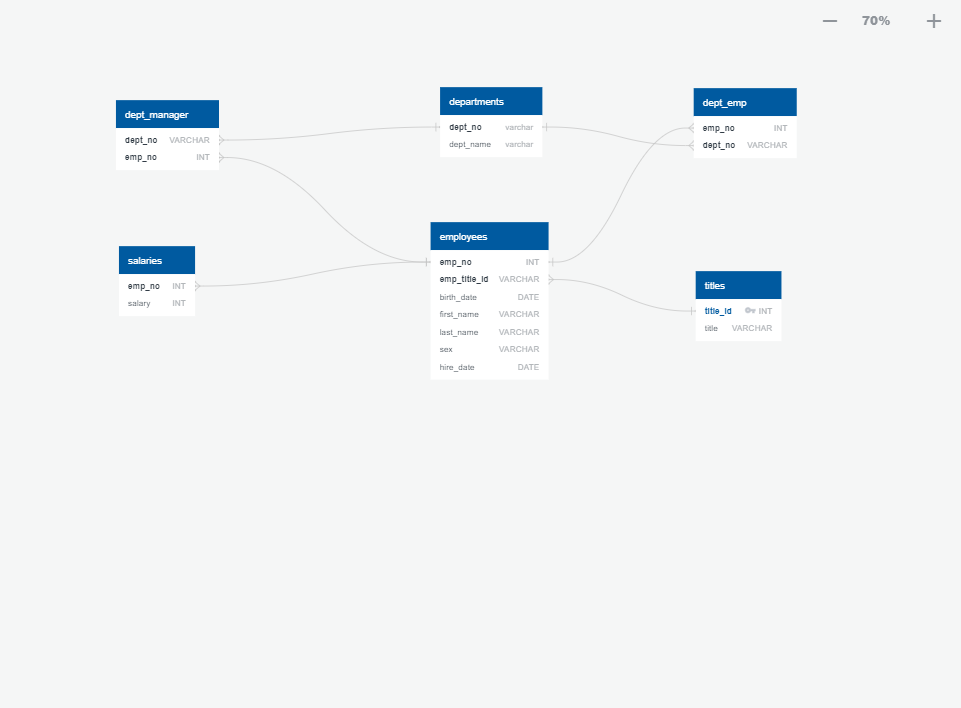 70%
dept_manager
dept_no VARCHAR
emp_no INT
departments
dept_no varchar
dept_name varchar
dept_emp
emp_no INT
dept_no VARCHAR
salaries
emp_no INT
salary INT
employees
emp_no INT
emp_title_id VARCHAR
birth_date DATE
first_name VARCHAR
last_name VARCHAR
sex VARCHAR
hire_date DATE
titles
title_id INT
title VARCHAR